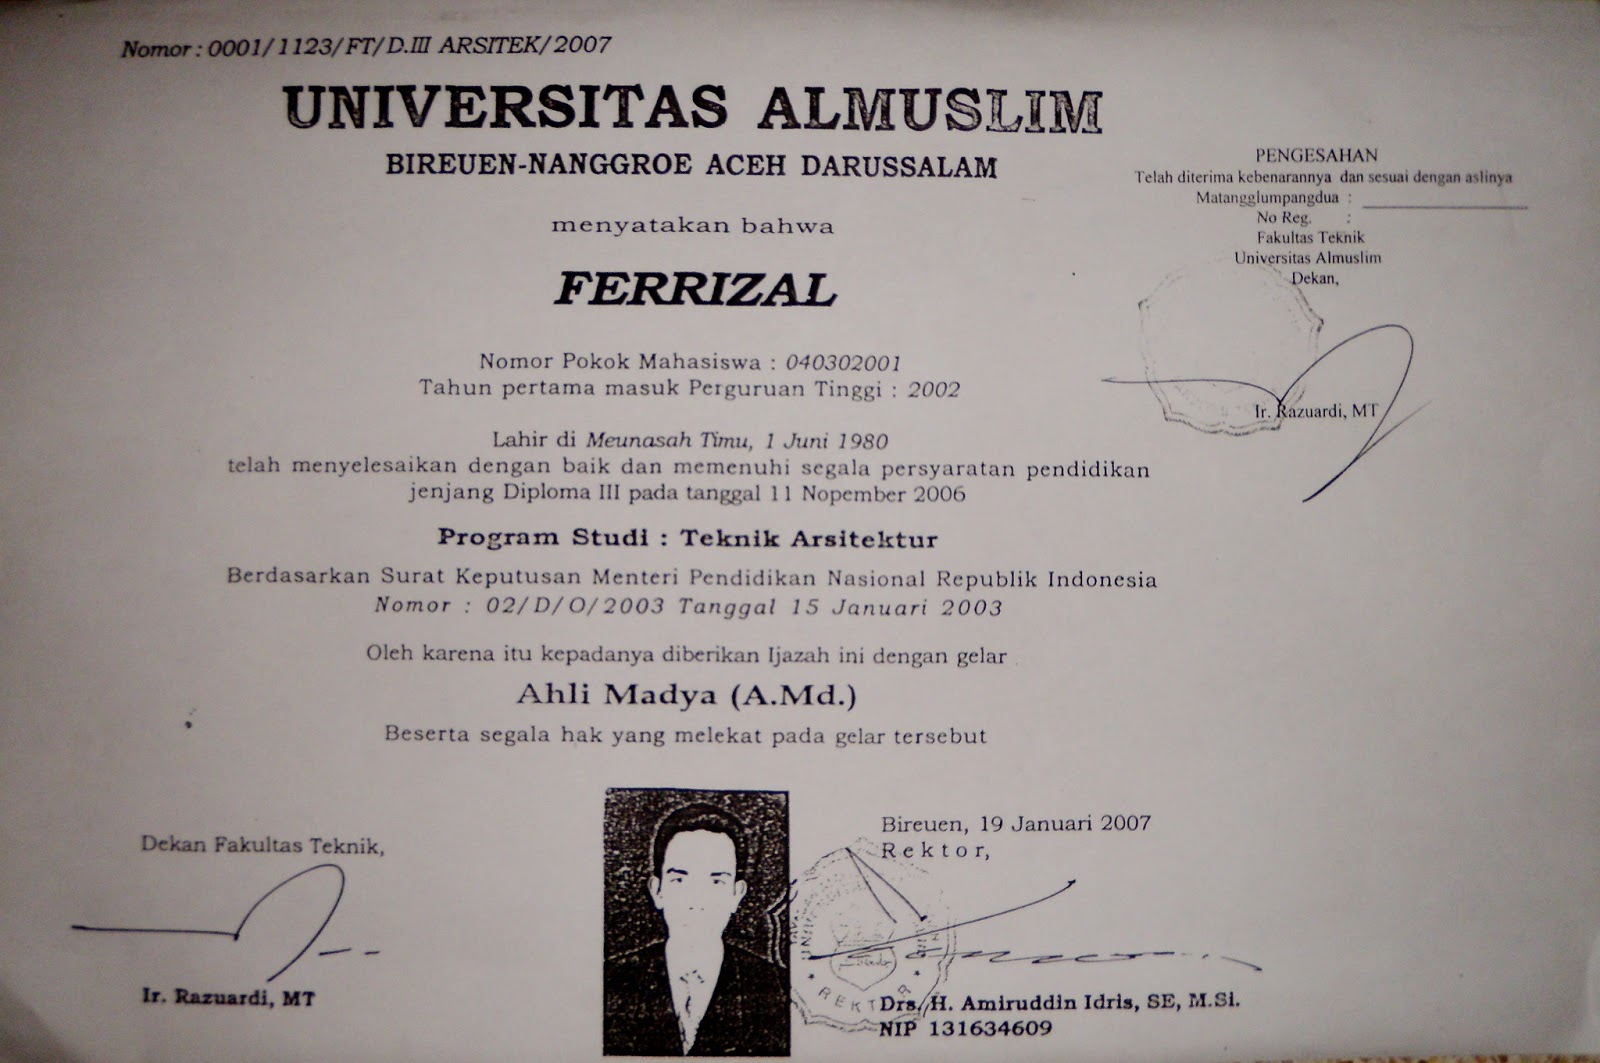 Nomor : 0001/1123/FT/D.III ARSITEK/2007
UNIVERSITAS ALMUSLIM
BIREUEN-NANGGROE ACEH DARUSSALAM
PENGESAHAN
Telah diterima kebenarannya dan sesuai dengan aslinya
Matangglumpangdua :
No Reg. :
Fakultas Teknik
Universitas Almuslim
Dekan,
Ir. Razuardi, MT
menyatakan bahwa
FERRIZAL
Nomor Pokok Mahasiswa : 040302001
Tahun pertama masuk Perguruan Tinggi : 2002
Lahir di Meunasah Timu, 1 Juni 1980
telah menyelesaikan dengan baik dan memenuhi segala persyaratan pendidikan
jenjang Diploma III pada tanggal 11 Nopember 2006
Program Studi : Teknik Arsitektur
Berdasarkan Surat Keputusan Menteri Pendidikan Nasional Republik Indonesia
Nomor : 02/D/O/2003 Tanggal 15 Januari 2003
Oleh karena itu kepadanya diberikan Ijazah ini dengan gelar
Ahli Madya (A.Md.)
Beserta segala hak yang melekat pada gelar tersebut
Dekan Fakultas Teknik,
Ir. Razuardi, MT
Bireuen, 19 Januari 2007
Rektor,
REKTOR
Drs. H. Amiruddin Idris, SE, M.Si.
NIP 131634609